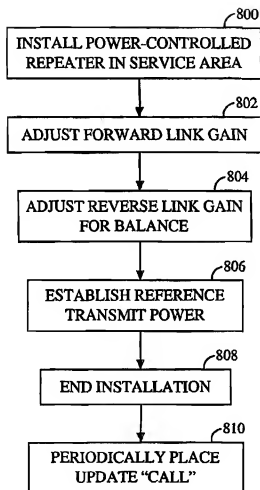 800
INSTALL POWER-CONTROLLED
REPEATER IN SERVICE AREA
802
ADJUST FORWARD LINK GAIN
804
ADJUST REVERSE LINK GAIN
FOR BALANCE
806
ESTABLISH REFERENCE
TRANSMIT POWER
808
END INSTALLATION
810
PERIODICALLY PLACE
UPDATE “CALL”